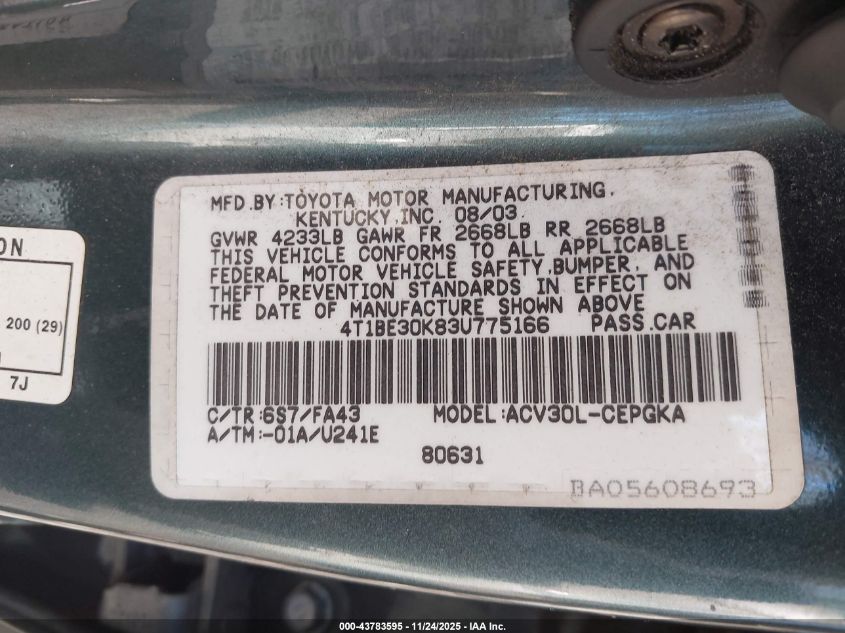 MFD.BY:TOYOTA MOTOR MANUFACTURING,
KENTUCKY,INC. 08/03
GVWR 4233LB GAWR FR 2668LB RR 2668LB
THIS VEHICLE CONFORMS TO ALL APPLICABLE
FEDERAL MOTOR VEHICLE SAFETY,BUMPER, AND
THEFT PREVENTION STANDARDS IN EFFECT ON
THE DATE OF MANUFACTURE SHOWN ABOVE.
4T1BE30K83U775166 PASS.CAR
C/TR:6S7/FA43 MODEL:ACV30L-CEPGKA
A/TM:-01A/U241E
80631
BA05608693
ON
200 (29)
7J
000-43783595 - 11/24/2025 - IAA Inc.